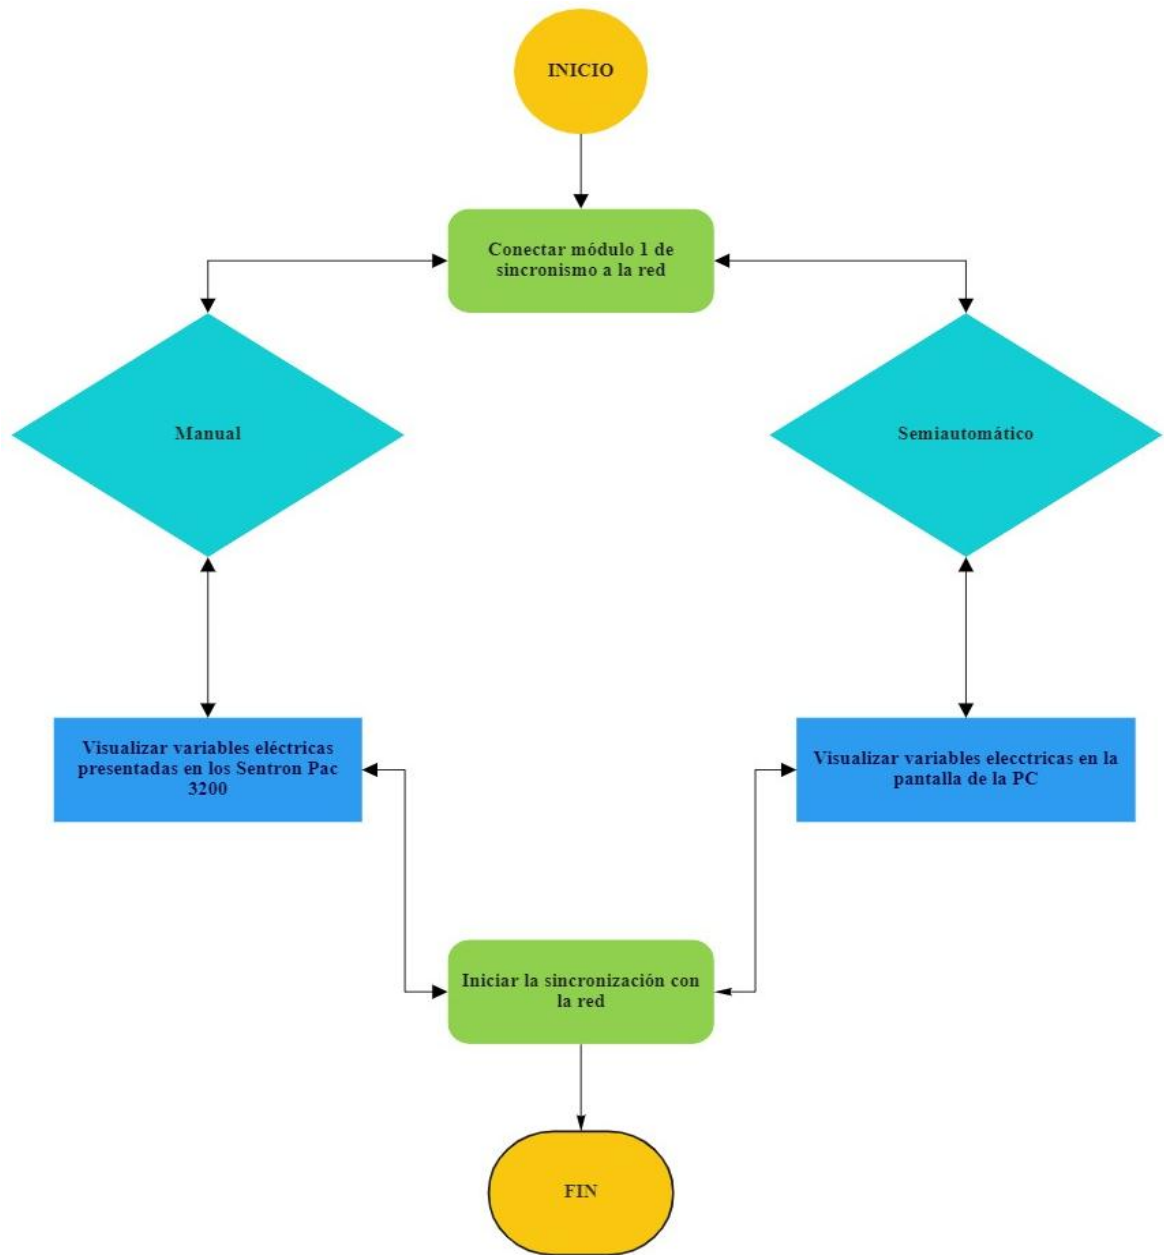 INICIO
Conectar módulo 1 de
sincronismo a la red
Manual
Semiautomático
Visualizar variables eléctricas
presentadas en los Sentron Pac
3200
Visualizar variables elecctricas en la
pantalla de la PC
Iniciar la sincronización con
la red
FIN